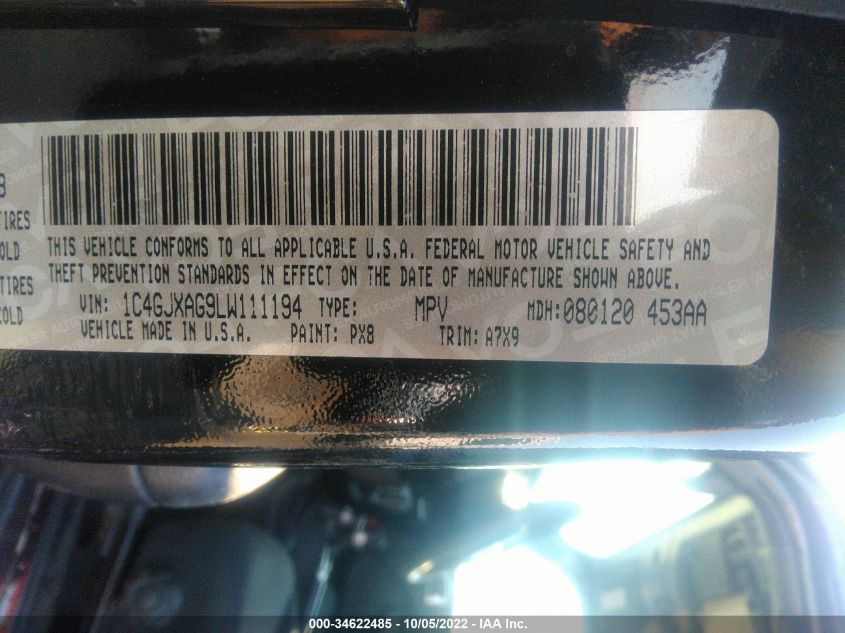 8
TIRES
OLD
TIRES
COLD
THIS VEHICLE CONFORMS TO ALL APPLICABLE U.S.A. FEDERAL MOTOR VEHICLE SAFETY AND
THEFT PREVENTION STANDARDS IN EFFECT ON THE DATE OF MANUFACTURE SHOWN ABOVE.
VIN: 1C4GJXAG9LW111194 TYPE: MPV MDH:080120 453AA
VEHICLE MADE IN U.S.A. PAINT: PX8 TRIM: A7X9
000-34622485 - 10/05/2022 - IAA Inc.